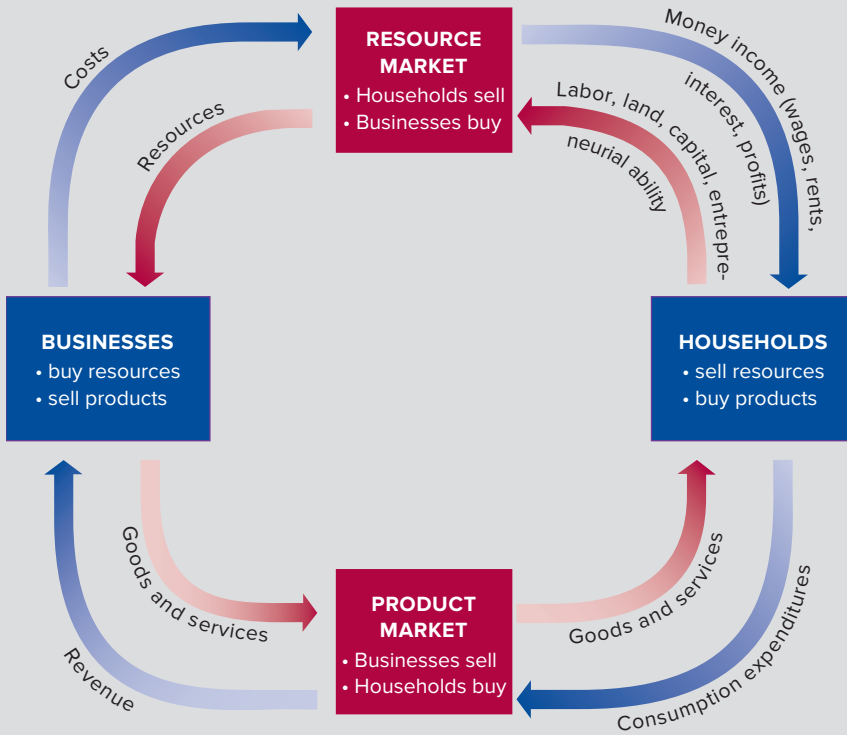 Costs
Resources
RESOURCE
MARKET
• Households sell
• Businesses buy
Money income (wages, rents,
interest, profits)
Labor, land, capital, entrepre-
neurial ability
BUSINESSES
• buy resources
• sell products
HOUSEHOLDS
• sell resources
• buy products
Goods and services
Revenue
PRODUCT
MARKET
• Businesses sell
• Households buy
Goods and services
Consumption expenditures